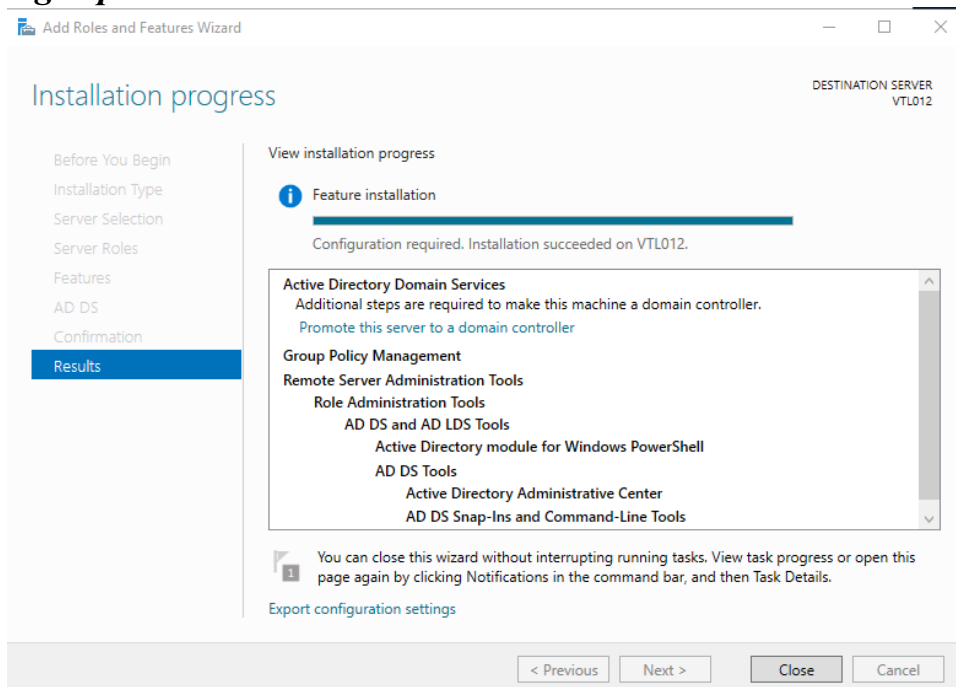 Add Roles and Features Wizard
Installation progress
DESTINATION SERVER
VTL012
Before You Begin
Installation Type
Server Selection
Server Roles
Features
AD DS
Confirmation
Results
View installation progress
Feature installation
Configuration required. Installation succeeded on VTL012.
Active Directory Domain Services
Additional steps are required to make this machine a domain controller.
Promote this server to a domain controller
Group Policy Management
Remote Server Administration Tools
Role Administration Tools
AD DS and AD LDS Tools
Active Directory module for Windows PowerShell
AD DS Tools
Active Directory Administrative Center
AD DS Snap-Ins and Command-Line Tools
1
You can close this wizard without interrupting running tasks. View task progress or open this
page again by clicking Notifications in the command bar, and then Task Details.
Export configuration settings
< Previous
Next >
Close
Cancel